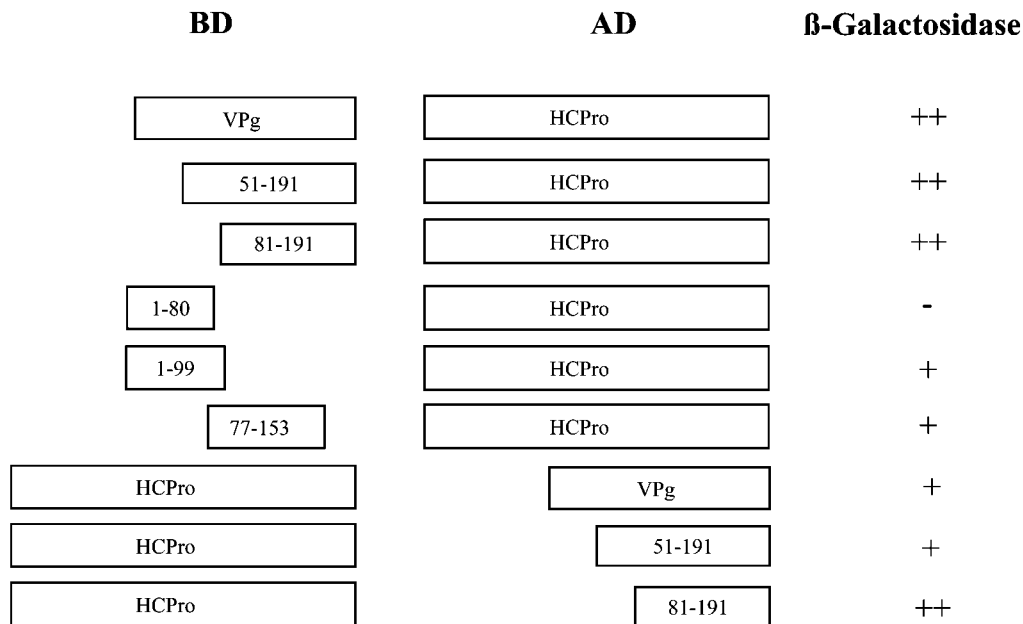 BD AD ß-Galactosidase
VPg HCPro ++
51-191 HCPro ++
81-191 HCPro ++
1-80 HCPro -
1-99 HCPro +
77-153 HCPro +
HCPro VPg +
HCPro 51-191 +
HCPro 81-191 ++